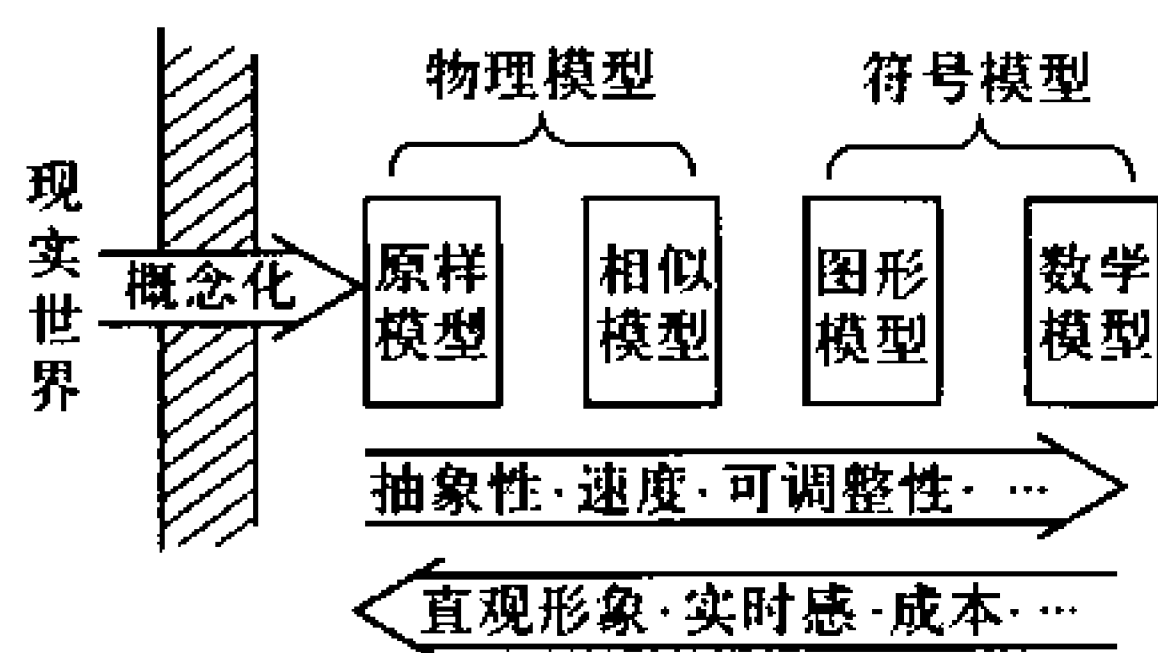 物理模型
符号模型
现实世界
概念化
原样
模型
相似
模型
图形
模型
数学
模型
抽象性·速度·可调整性·…
直观形象·实时感·成本·…